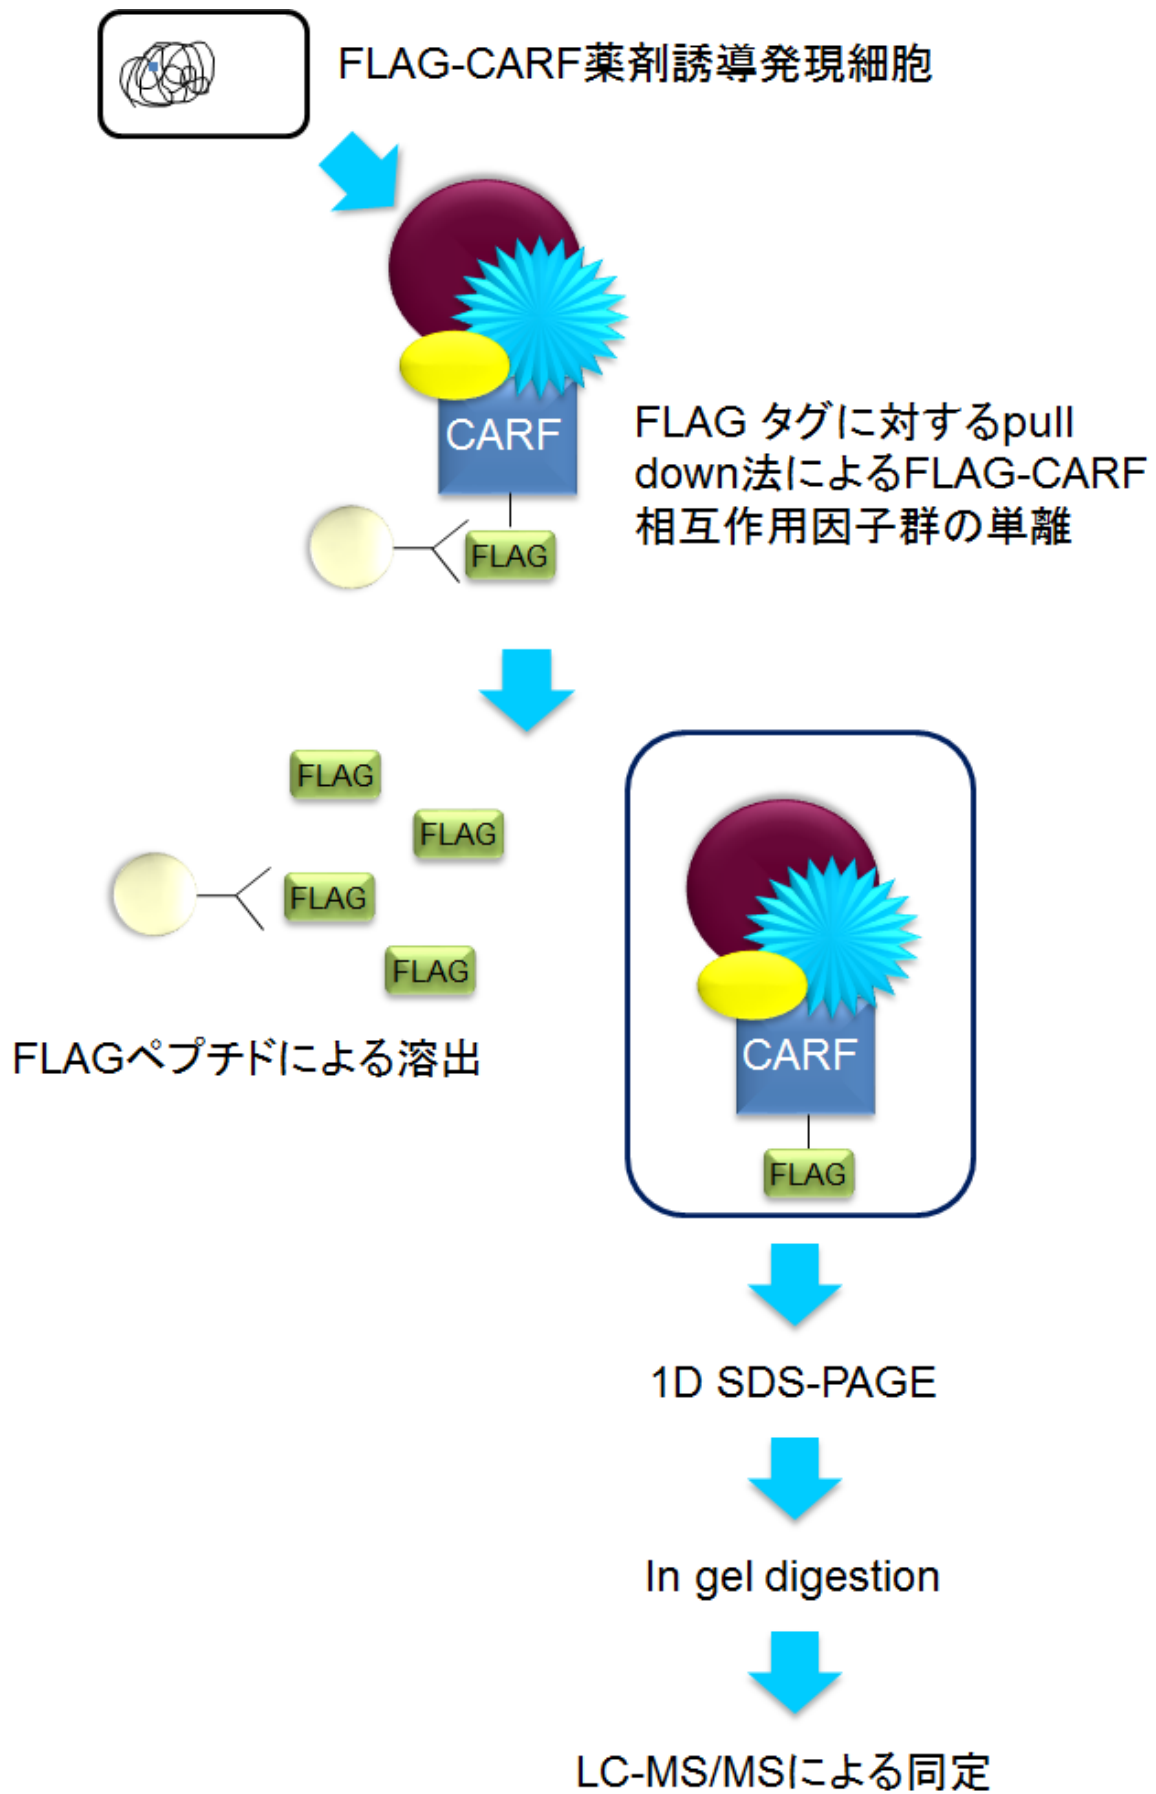 FLAG-CARF薬剤誘導発現細胞
CARF
FLAG タグに対するpull
down法によるFLAG-CARF
相互作用因子群の単離
FLAG
FLAG
FLAG
FLAG
FLAG
FLAGペプチドによる溶出
CARF
FLAG
1D SDS-PAGE
In gel digestion
LC-MS/MSによる同定